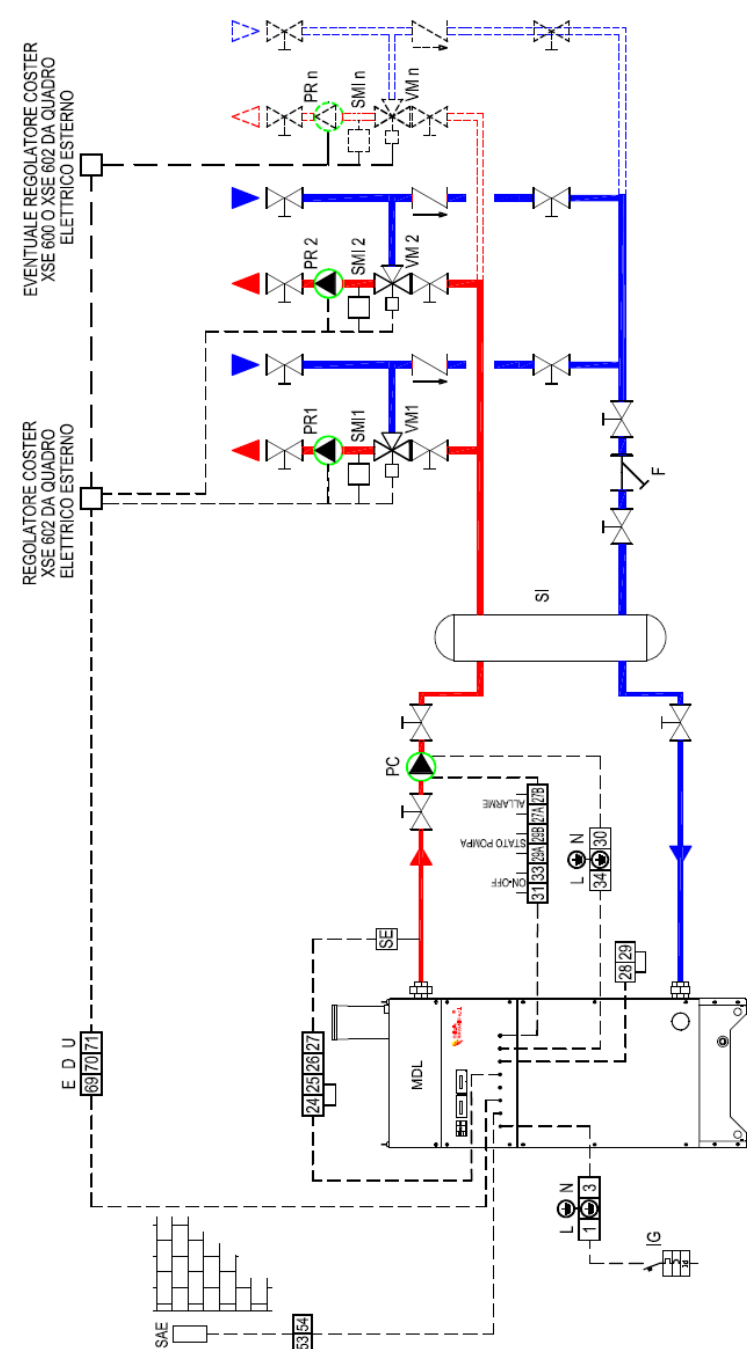 EVENTUALE REGOLATORE COSTER
XSE 600 O XSE 602 DA QUADRO
ELETTRICO ESTERNO
REGOLATORE COSTER
XSE 602 DA QUADRO
ELETTRICO ESTERNO
PR n
SMI n
VM n
PR 2
SMI 2
VM 2
PR1
SMI1
VM1
F
SI
PC
ALLARME
STATO POMPA
ON-OFF
31 33 29A 29B 27A 27B
L N
34 30
SE
28 29
E D U
69 70 71
24 25 26 27
MDL
L N
1 3
IG
SAE
53 54